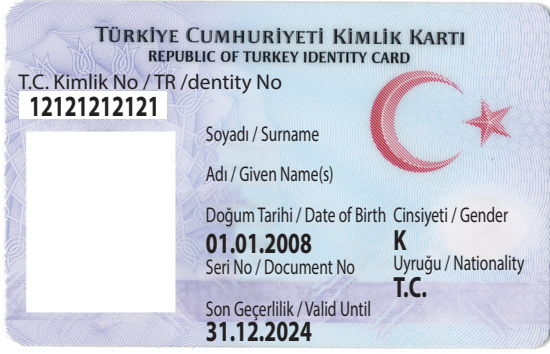 TÜRKİYE CUMHURİYETİ KİMLİK KARTI
REPUBLIC OF TURKEY IDENTITY CARD
T.C. Kimlik No / TR /dentity No
12121212121
Soyadı / Surname
Adı / Given Name(s)
Doğum Tarihi / Date of Birth Cinsiyeti / Gender
01.01.2008 K
Seri No / Document No Uyruğu / Nationality
T.C.
Son Geçerlilik / Valid Until
31.12.2024